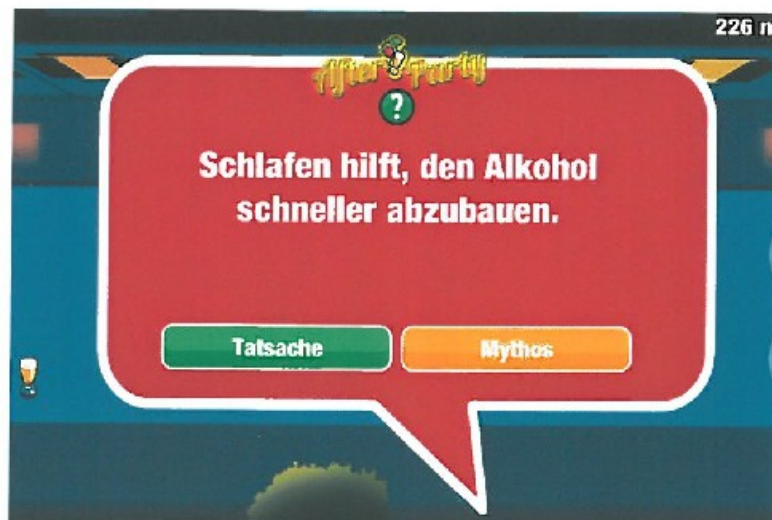 226 m
After Party
?
Schlafen hilft, den Alkohol
schneller abzubauen.
Tatsache
Mythos